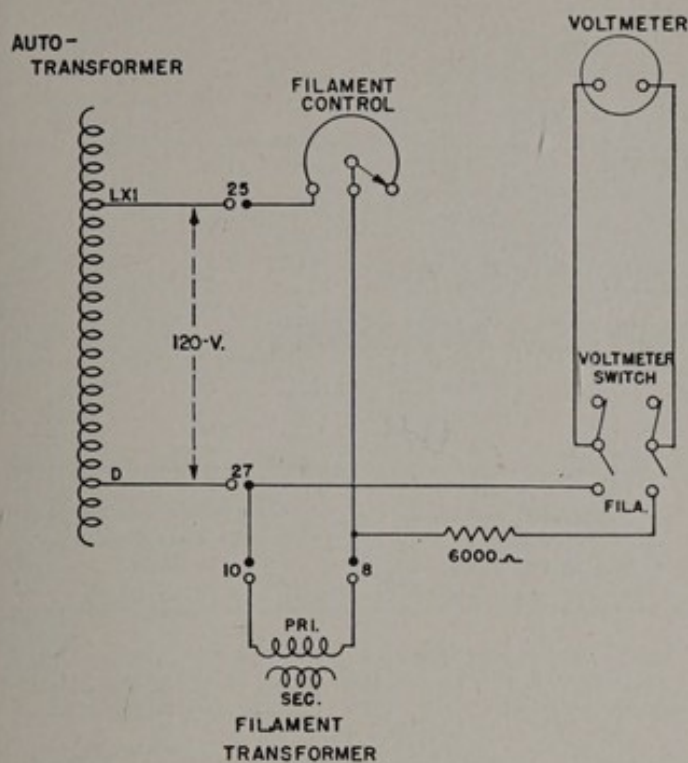 VOLTMETER
AUTO-
TRANSFORMER
FILAMENT
CONTROL
LX1
25
120-V.
VOLTMETER
SWITCH
D
27
FILA.
6000
10
8
PRI.
SEC.
FILAMENT
TRANSFORMER